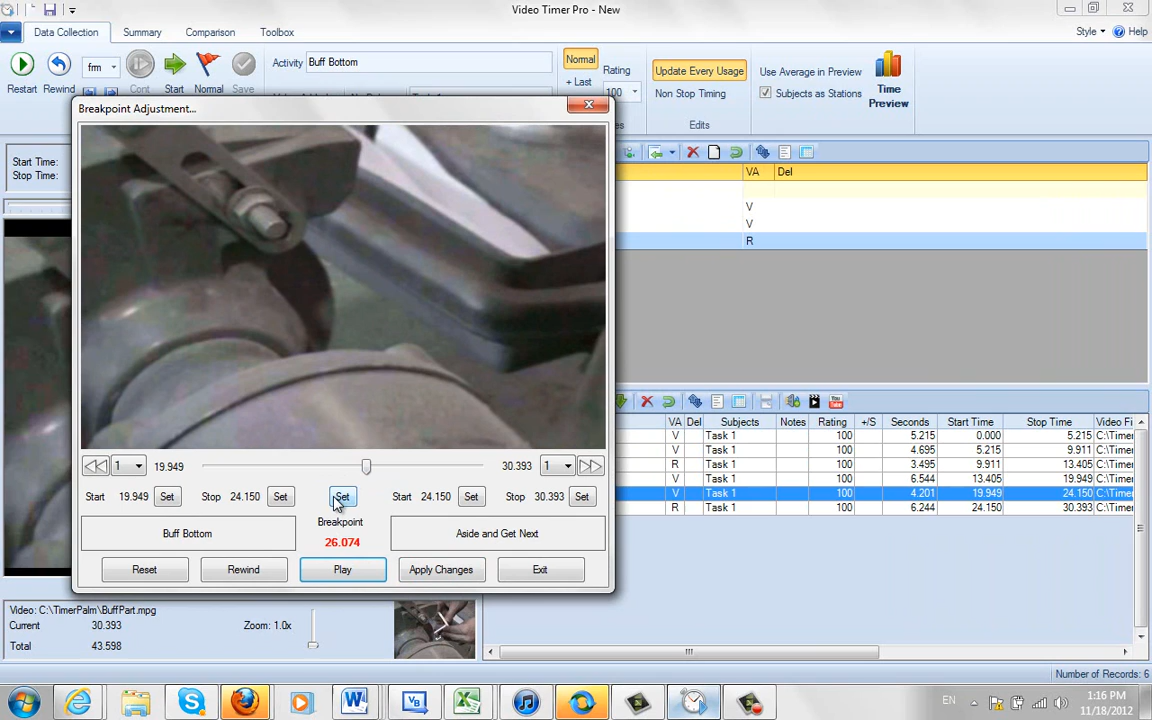 Video Timer Pro - New
Data Collection Summary Comparison Toolbox Style Help
Restart Rewind frm Cont Start Normal Save
Activity Buff Bottom
Normal
+ Last
Rating
100
Update Every Usage
Non Stop Timing
Edits
Use Average in Preview
Subjects as Stations
Time
Preview
Start Time:
Stop Time:
Breakpoint Adjustment...
VA Del
V
V
R
1 19.949 30.393 1
Start 19.949 Set Stop 24.150 Set Set Start 24.150 Set Stop 30.393 Set
Breakpoint
26.074
Buff Bottom
Aside and Get Next
Reset Rewind Play Apply Changes Exit
VA Del Subjects Notes Rating +/S Seconds Start Time Stop Time Video Fi
V Task 1 100 5.215 0.000 5.215 C:\Timer
V Task 1 100 4.695 5.215 9.911 C:\Timer
R Task 1 100 3.495 9.911 13.405 C:\Timer
V Task 1 100 6.544 13.405 19.949 C:\Timer
V Task 1 100 4.201 19.949 24.150 C:\Timer
R Task 1 100 6.244 24.150 30.393 C:\Timer
Video: C:\TimerPalm\BuffPart.mpg
Current 30.393 Zoom: 1.0x
Total 43.598
Number of Records: 6
EN
1:16 PM
11/18/2012